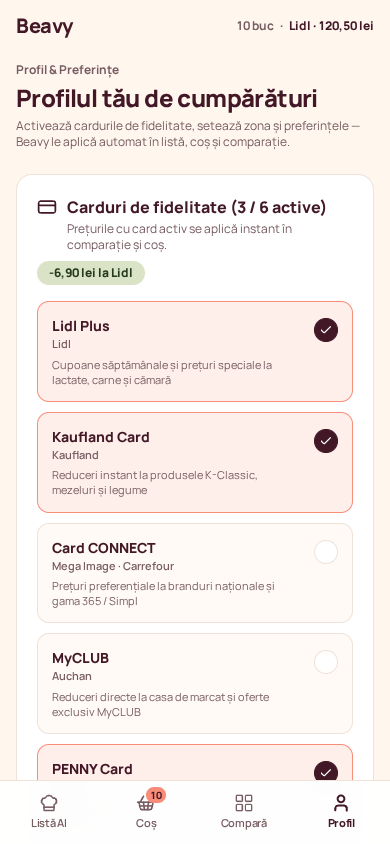 Beavy
10 buc · Lidl · 120,50 lei
Profil & Preferințe
Profilul tău de cumpărături
Activează cardurile de fidelitate, setează zona și preferințele —
Beavy le aplică automat în listă, coș și comparație.
Carduri de fidelitate (3 / 6 active)
Prețurile cu card activ se aplică instant în
comparație și coș.
-6,90 lei la Lidl
Lidl Plus
Lidl
Cupoane săptămânale și prețuri speciale la
lactate, carne și cămară
Kaufland Card
Kaufland
Reduceri instant la produsele K-Classic,
mezeluri și legume
Card CONNECT
Mega Image · Carrefour
Prețuri preferențiale la branduri naționale și
gama 365 / Simpl
MyCLUB
Auchan
Reduceri directe la casa de marcat și oferte
exclusiv MyCLUB
PENNY Card
10
Listă AI
Coș
Compară
Profil